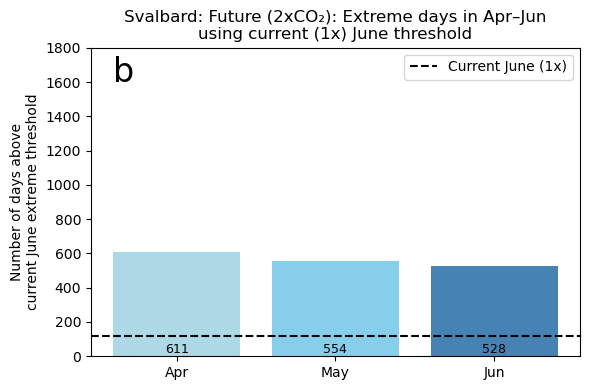 Svalbard: Future (2xCO₂): Extreme days in Apr–Jun
using current (1x) June threshold
b
Current June (1x)
Number of days above
current June extreme threshold
1800
1600
1400
1200
1000
800
600
400
200
0
611
554
528
Apr
May
Jun